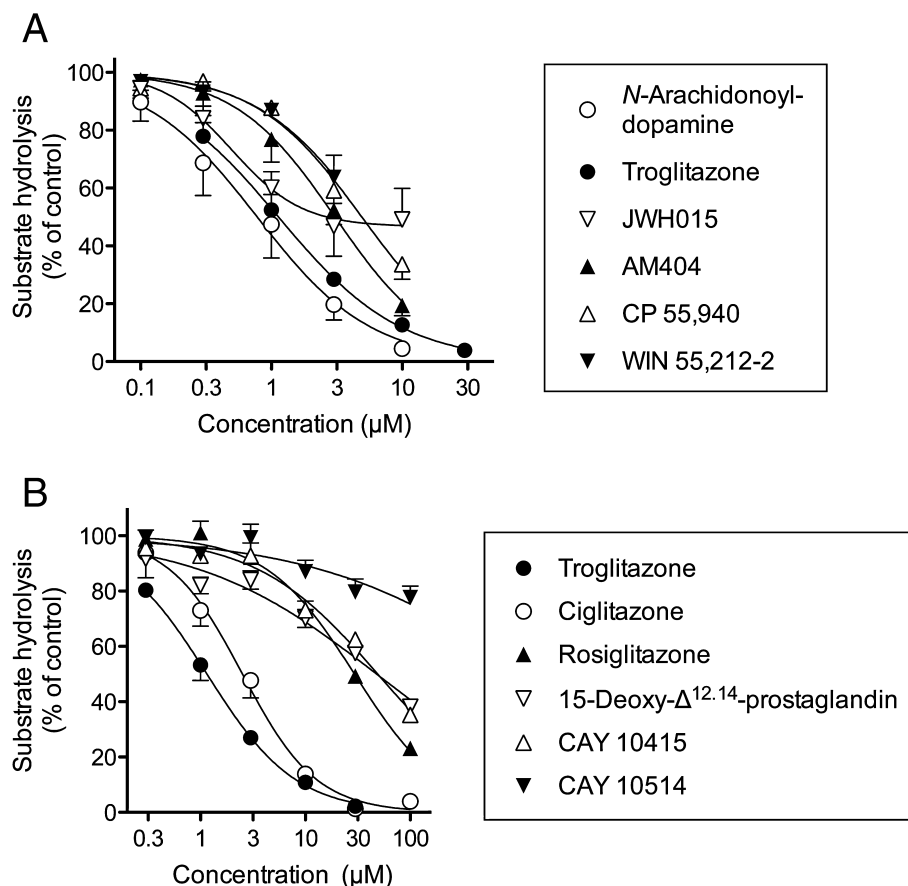 A
Substrate hydrolysis
(% of control)
100
80
60
40
20
0
0.1
0.3
1
3
10
30
Concentration (µM)
N-Arachidonoyl-
dopamine
Troglitazone
JWH015
AM404
CP 55,940
WIN 55,212-2
B
Substrate hydrolysis
(% of control)
100
80
60
40
20
0
0.3
1
3
10
30
100
Concentration (µM)
Troglitazone
Ciglitazone
Rosiglitazone
15-Deoxy-Δ12.14-prostaglandin
CAY 10415
CAY 10514